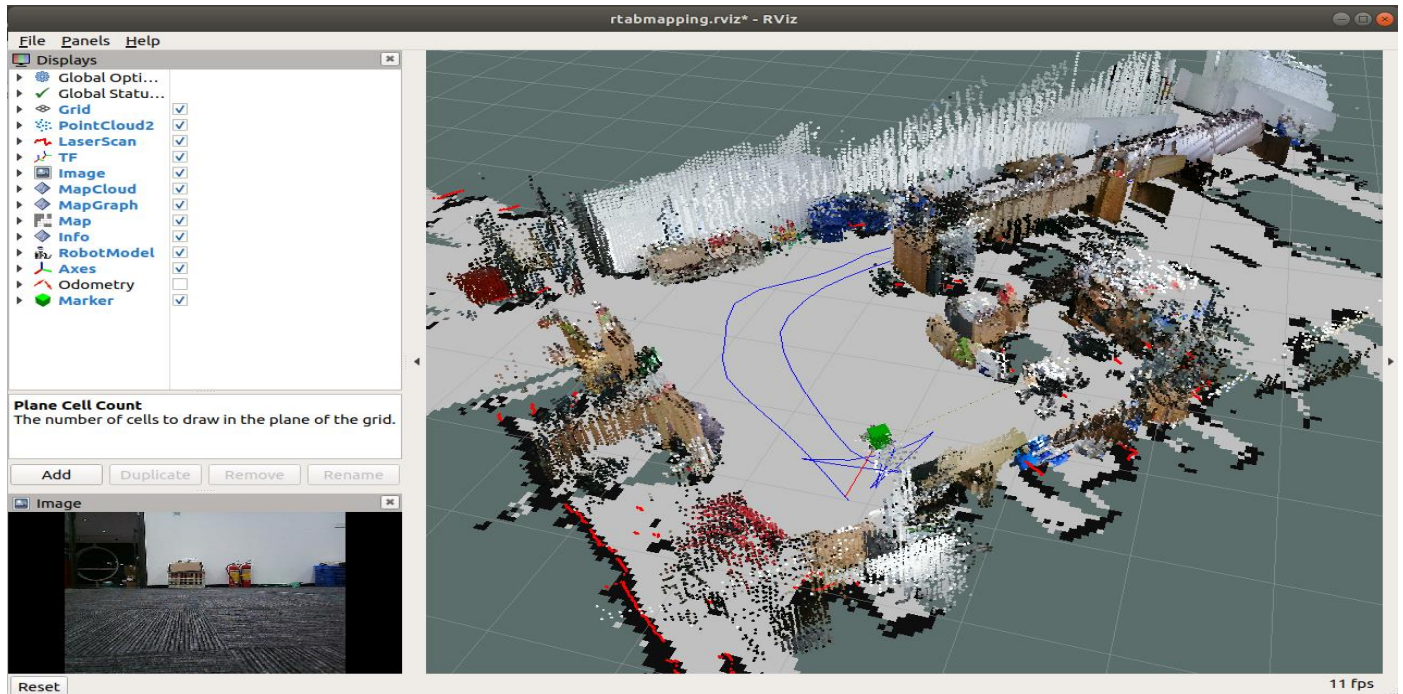 rtabmapping.rviz* - RViz
File Panels Help
Displays
Global Opti...
Global Statu...
Grid
PointCloud2
LaserScan
TF
Image
MapCloud
MapGraph
Map
Info
RobotModel
Axes
Odometry
Marker
Plane Cell Count
The number of cells to draw in the plane of the grid.
Add Duplicate Remove Rename
Image
Reset
11 fps